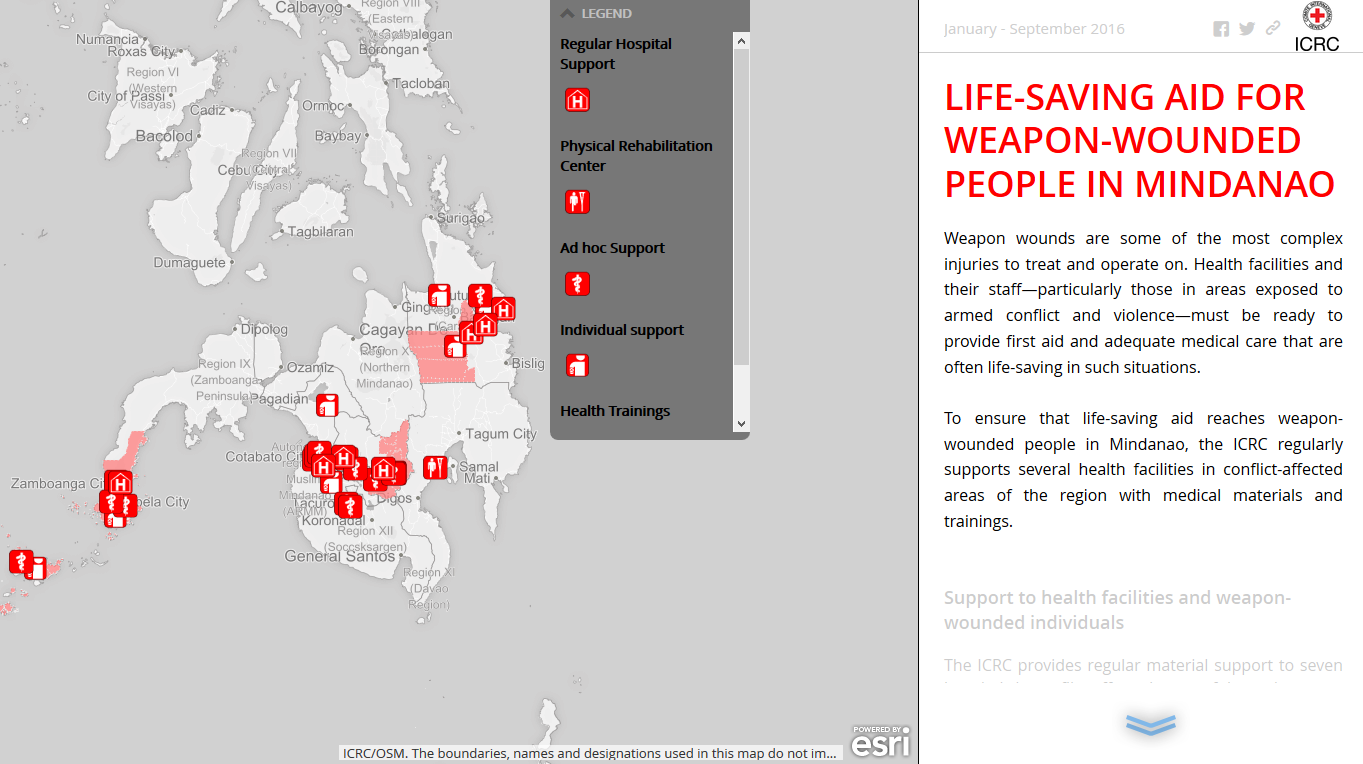 Calbayog
Region VIII
(Eastern
Catbalogan
Borongan
Numancia
Roxas City
Region VI
(Western
Visayas)
City of Passi
Tacloban
Ormoc
Cadiz
Bacolod
Baybay
Region VII
Cebu City
Visayas)
Surigao
Tagbilaran
Dumaguete
Dipolog
Cagayan De
Oro
Region X
(Northern
Mindanao)
Region IX
(Zamboanga
Peninsula)
Ozamiz
Bislig
Pagadian
Tagum City
Cotabato
Samal
Mati
Zamboanga
Digos
Koronadal
Region XII
(Soccsksargen)
General Santos
Region XI
(Davao
Region)
LEGEND
Regular Hospital
Support
H
Physical Rehabilitation
Center
Ad hoc Support
Individual support
Health Trainings
ICRC/OSM. The boundaries, names and designations used in this map do not im...
POWERED BY
esri
January - September 2016
ICRC
LIFE-SAVING AID FOR
WEAPON-WOUNDED
PEOPLE IN MINDANAO
Weapon wounds are some of the most complex
injuries to treat and operate on. Health facilities and
their staff—particularly those in areas exposed to
armed conflict and violence—must be ready to
provide first aid and adequate medical care that are
often life-saving in such situations.
To ensure that life-saving aid reaches weapon-
wounded people in Mindanao, the ICRC regularly
supports several health facilities in conflict-affected
areas of the region with medical materials and
trainings.
Support to health facilities and weapon-
wounded individuals
The ICRC provides regular material support to seven